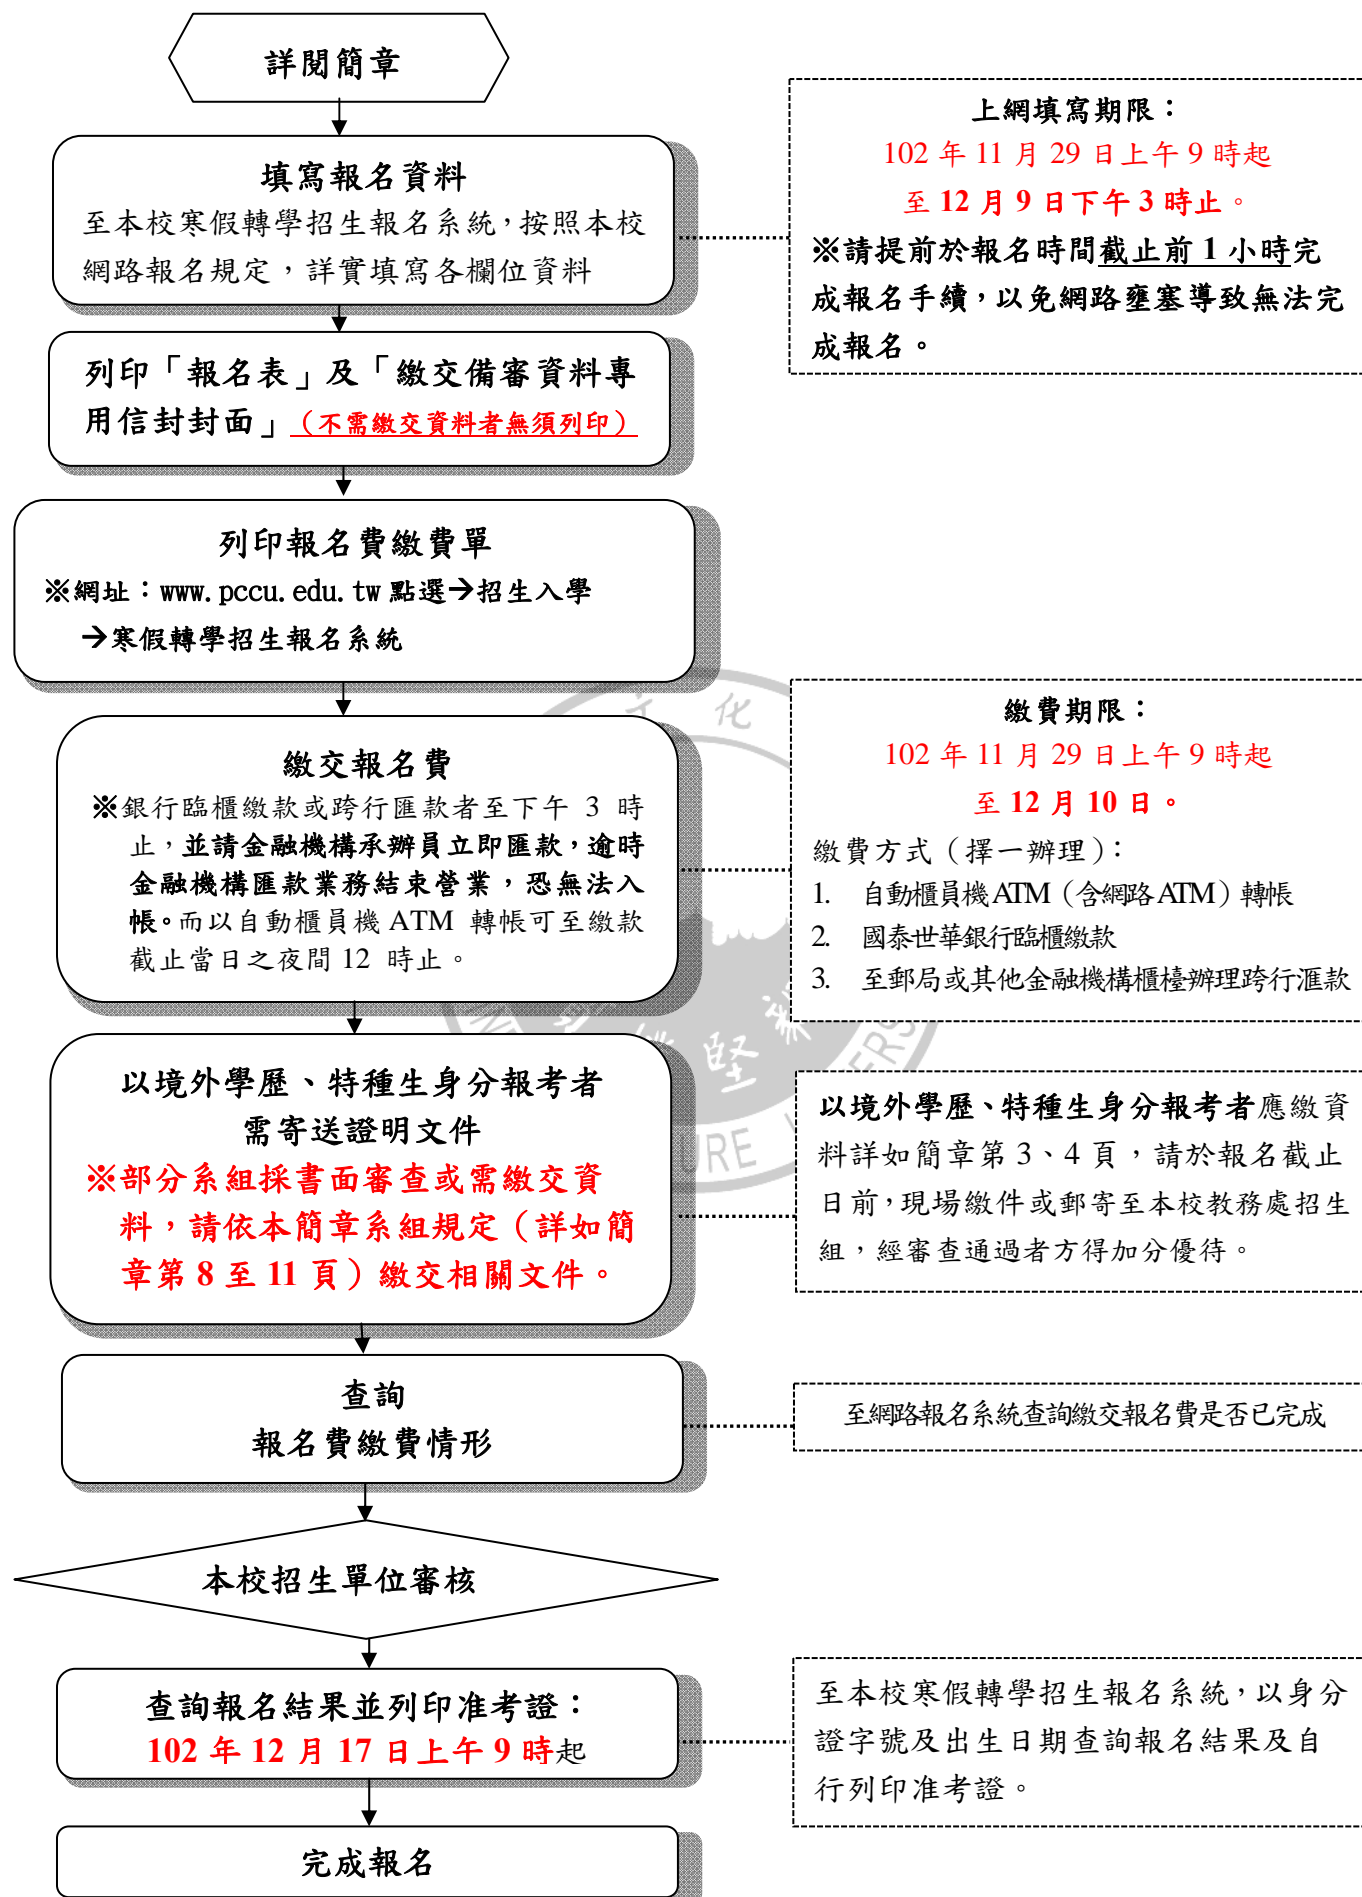 詳閱簡章
填寫報名資料
至本校寒假轉學招生報名系統，按照本校
網路報名規定，詳實填寫各欄位資料
上網填寫期限：
102 年 11 月 29 日上午 9 時起
至 12 月 9 日下午 3 時止。
※請提前於報名時間截止前 1 小時完
成報名手續，以免網路壅塞導致無法完
成報名。
列印「報名表」及「繳交備審資料專
用信封封面」（不需繳交資料者無須列印）
列印報名費繳費單
※網址：www.pccu.edu.tw 點選→招生入學
→寒假轉學招生報名系統
繳交報名費
※銀行臨櫃繳款或跨行匯款者至下午 3 時
止，並請金融機構承辦員立即匯款，逾時
金融機構匯款業務結束營業，恐無法入
帳。而以自動櫃員機 ATM 轉帳可至繳款
截止當日之夜間 12 時止。
繳費期限：
102 年 11 月 29 日上午 9 時起
至 12 月 10 日。
繳費方式（擇一辦理）：
1. 自動櫃員機 ATM（含網路 ATM）轉帳
2. 國泰世華銀行臨櫃繳款
3. 至郵局或其他金融機構櫃檯辦理跨行滙款
以境外學歷、特種生身分報考者
需寄送證明文件
※部分系組採書面審查或需繳交資
料，請依本簡章系組規定（詳如簡
章第 8 至 11 頁）繳交相關文件。
以境外學歷、特種生身分報考者應繳資
料詳如簡章第 3、4 頁，請於報名截止
日前，現場繳件或郵寄至本校教務處招生
組，經審查通過者方得加分優待。
查詢
報名費繳費情形
至網路報名系統查詢繳交報名費是否已完成
本校招生單位審核
查詢報名結果並列印准考證：
102 年 12 月 17 日上午 9 時起
至本校寒假轉學招生報名系統，以身分
證字號及出生日期查詢報名結果及自
行列印准考證。
完成報名